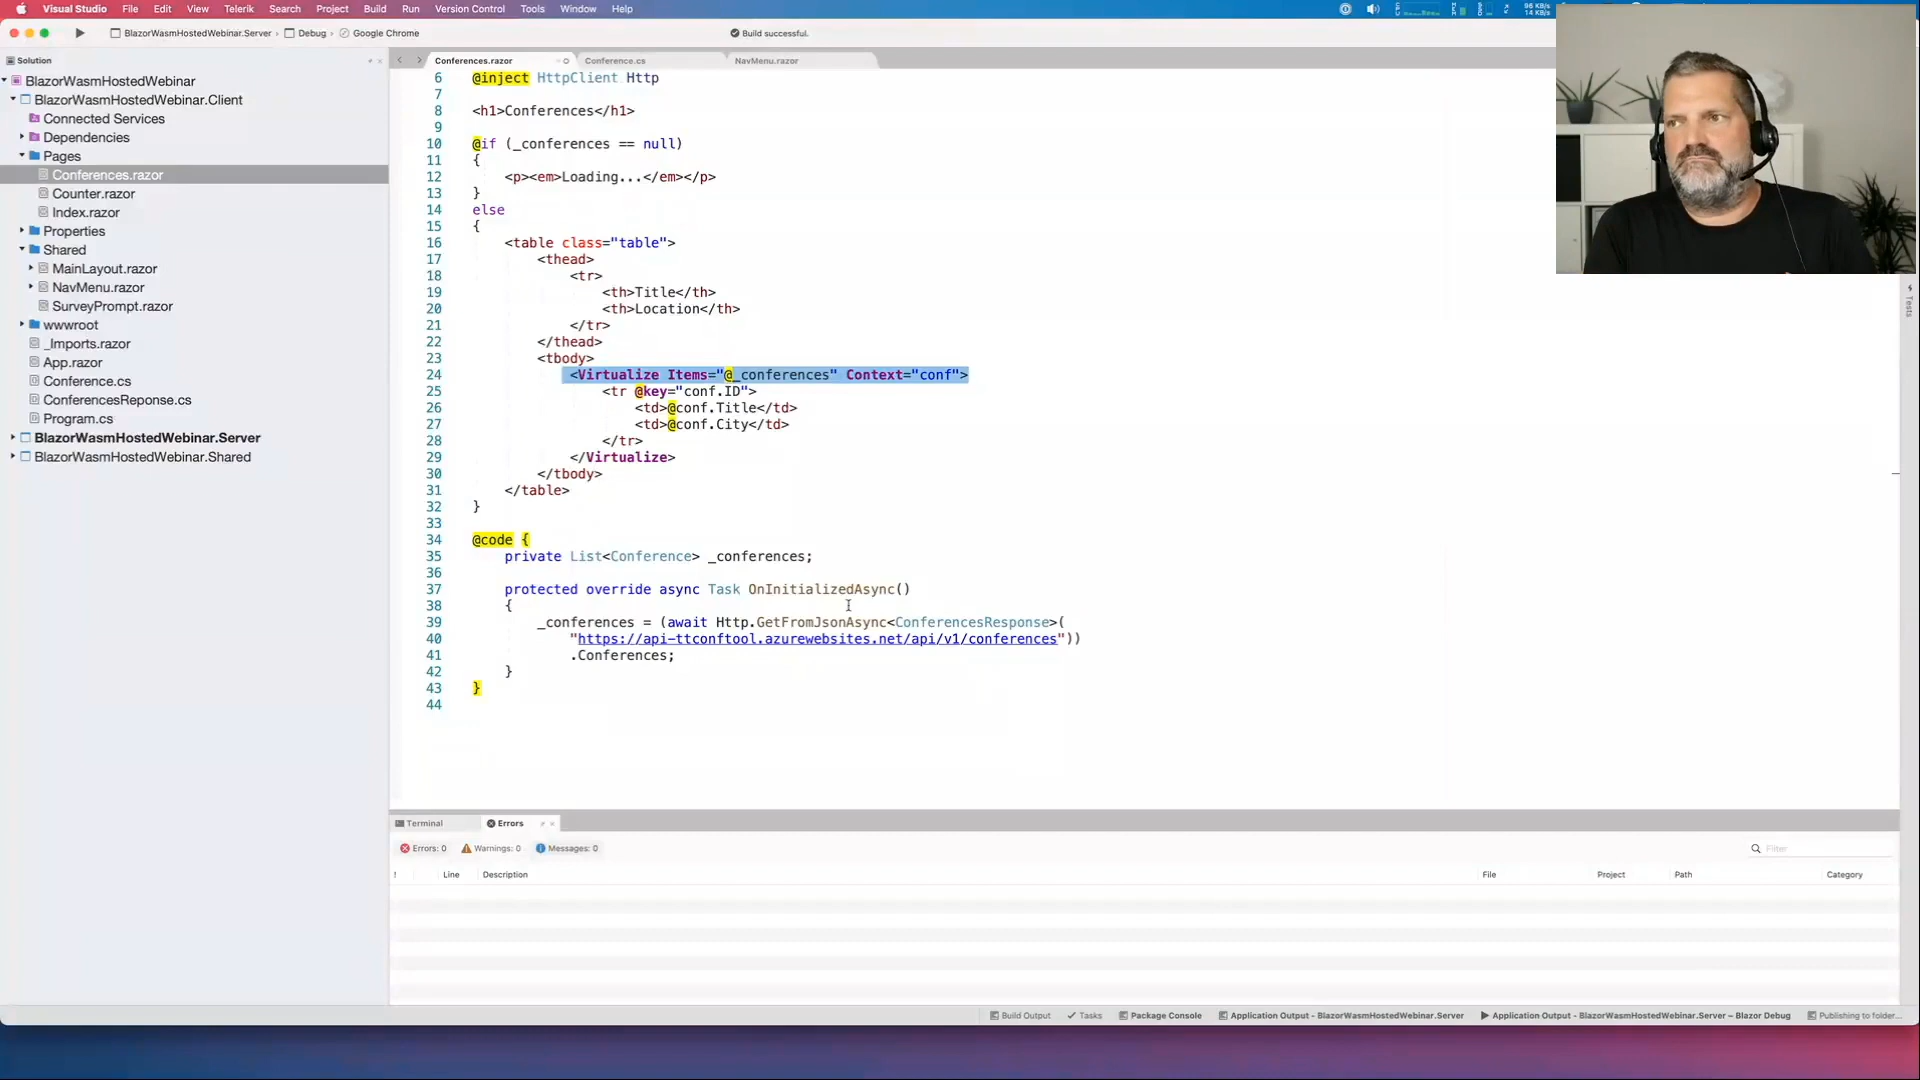 Visual Studio File Edit View Telerik Search Project Build Run Version Control Tools Window Help
96 KB/s
14 KB/s
BlazorWasmHostedWebinar.Server › Debug › Google Chrome
Build successful.
Solution
BlazorWasmHostedWebinar
BlazorWasmHostedWebinar.Client
Connected Services
Dependencies
Pages
Conferences.razor
Counter.razor
Index.razor
Properties
Shared
MainLayout.razor
NavMenu.razor
SurveyPrompt.razor
wwwroot
_Imports.razor
App.razor
Conference.cs
ConferencesReponse.cs
Program.cs
BlazorWasmHostedWebinar.Server
BlazorWasmHostedWebinar.Shared
Conferences.razor Conference.cs NavMenu.razor
6 @inject HttpClient Http
7
8 <h1>Conferences</h1>
9
10 @if (_conferences == null)
11 {
12 <p><em>Loading...</em></p>
13 }
14 else
15 {
16 <table class="table">
17 <thead>
18 <tr>
19 <th>Title</th>
20 <th>Location</th>
21 </tr>
22 </thead>
23 <tbody>
24 <Virtualize Items="@_conferences" Context="conf">
25 <tr @key="conf.ID">
26 <td>@conf.Title</td>
27 <td>@conf.City</td>
28 </tr>
29 </Virtualize>
30 </tbody>
31 </table>
32 }
33
34 @code {
35 private List<Conference> _conferences;
36
37 protected override async Task OnInitializedAsync()
38 {
39 _conferences = (await Http.GetFromJsonAsync<ConferencesResponse>(
40 "https://api-ttconftool.azurewebsites.net/api/v1/conferences"))
41 .Conferences;
42 }
43 }
44
Tests
Terminal Errors
Errors: 0 Warnings: 0 Messages: 0 Filter
! Line Description File Project Path Category
Build Output Tasks Package Console Application Output - BlazorWasmHostedWebinar.Server Application Output - BlazorWasmHostedWebinar.Server – Blazor Debug Publishing to folder...